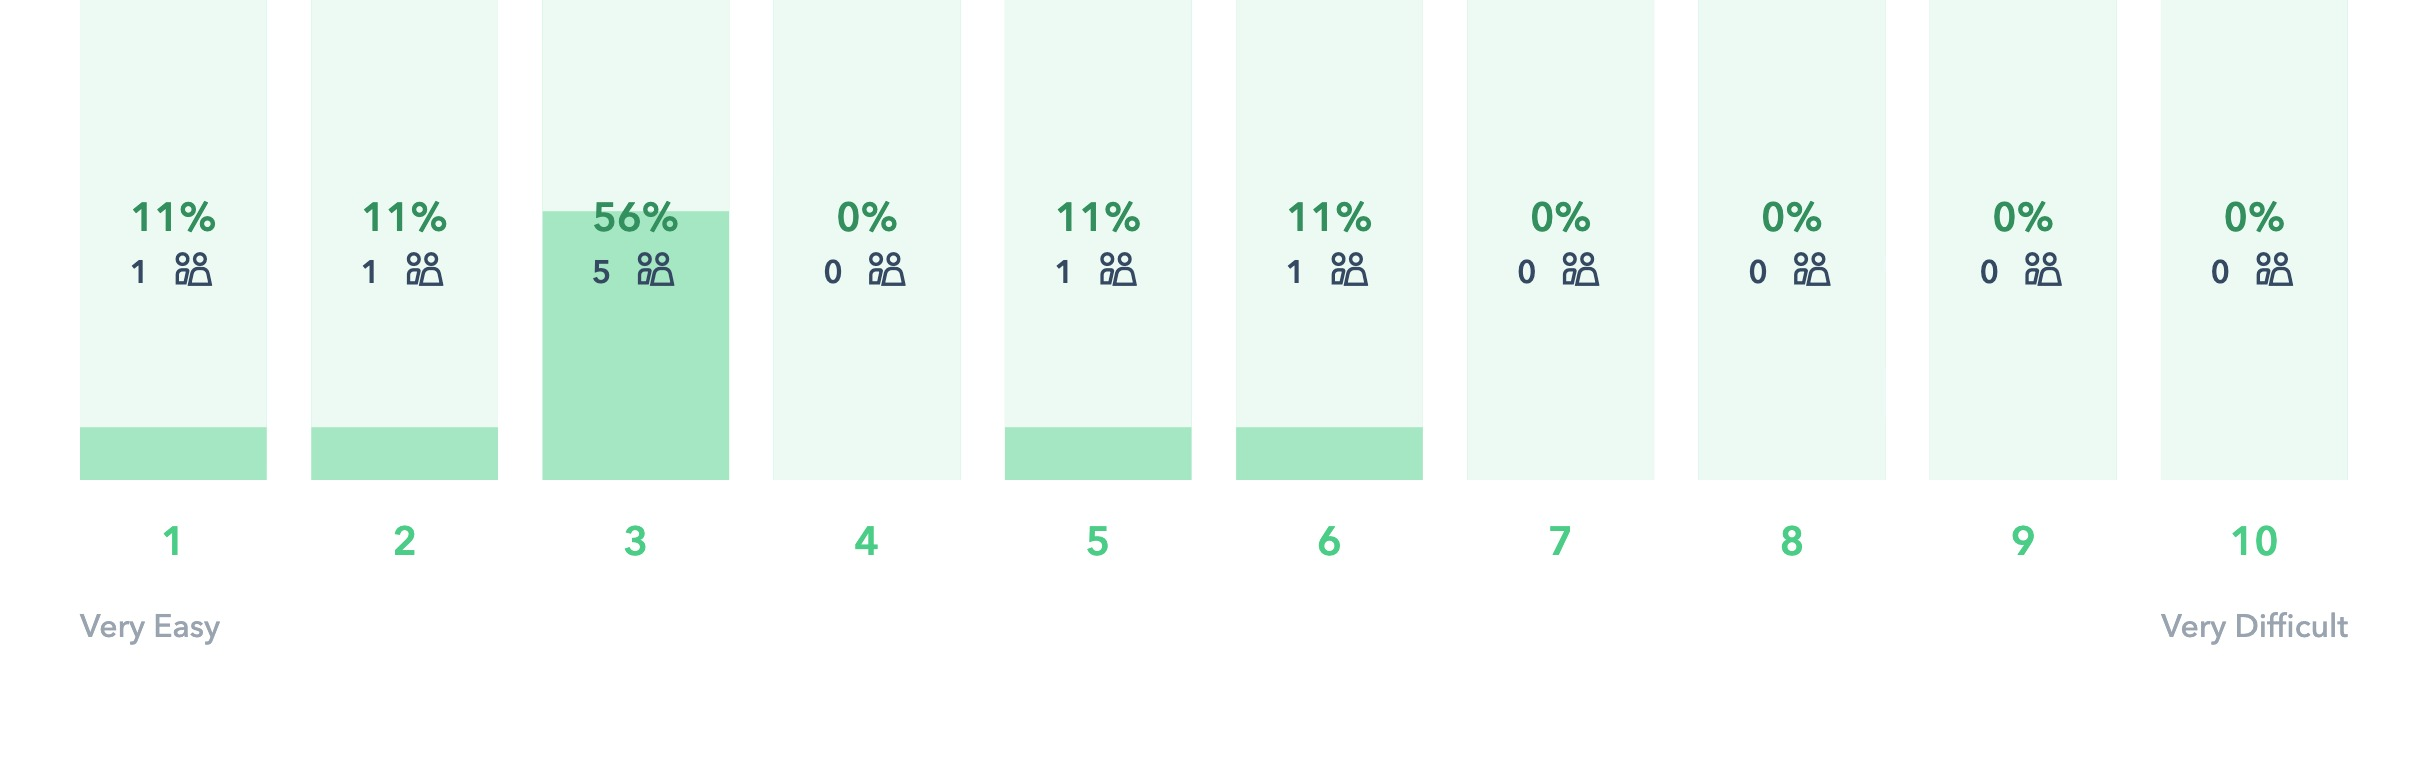 11% 11% 56% 0% 11% 11% 0% 0% 0% 0%
1 1 5 0 1 1 0 0 0 0
1 2 3 4 5 6 7 8 9 10
Very Easy Very Difficult